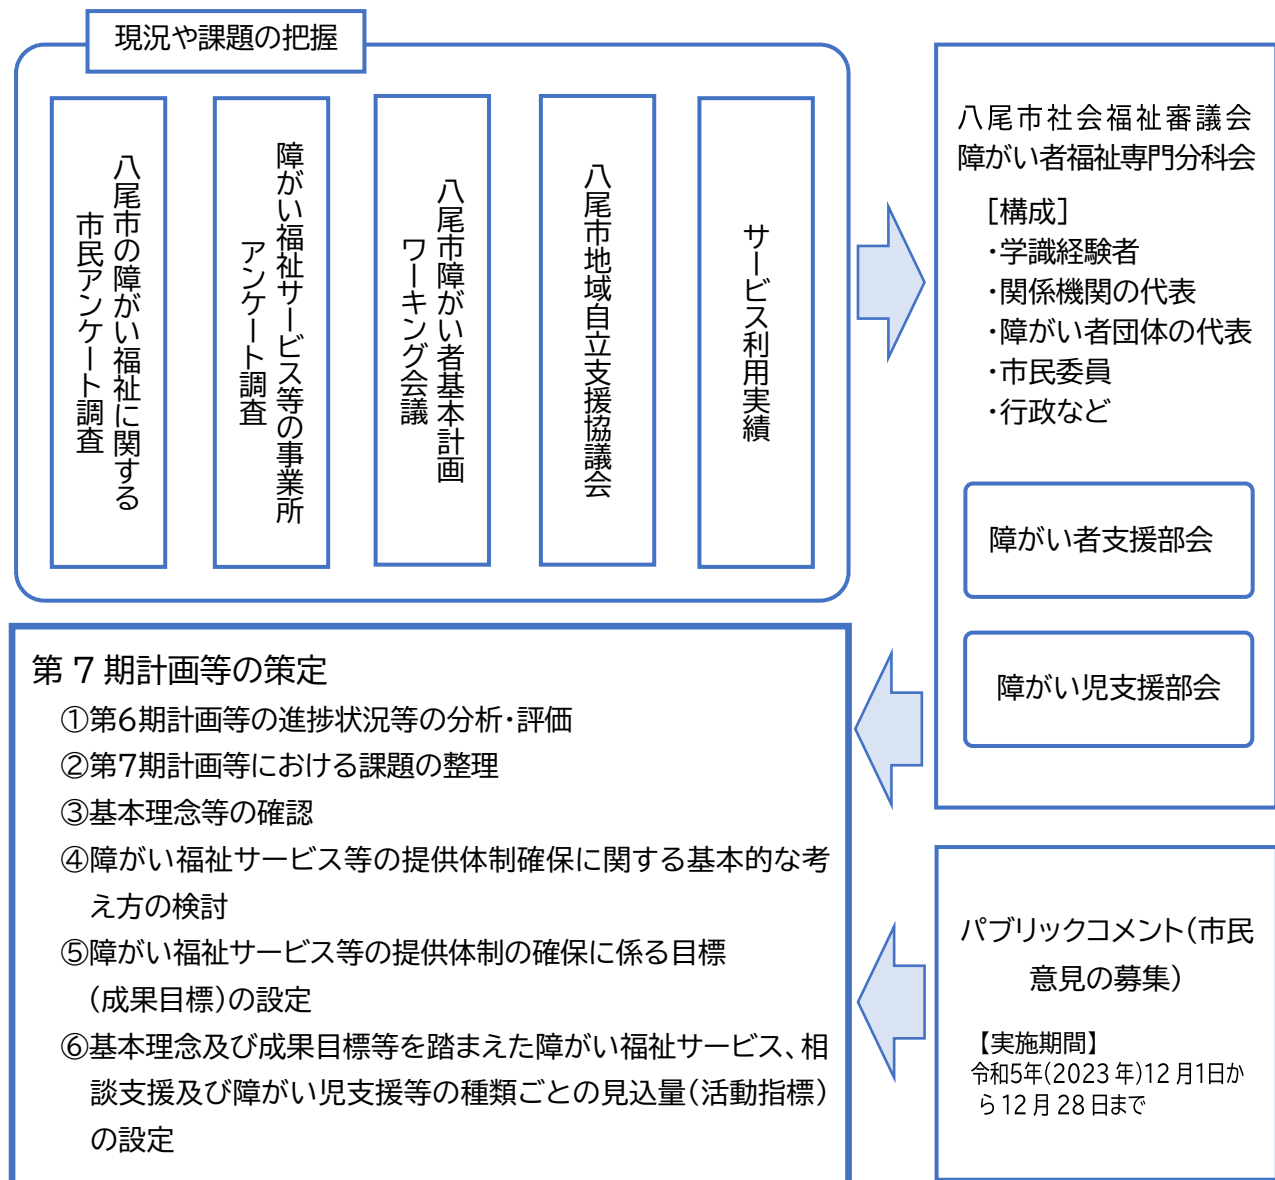 現況や課題の把握
八尾市の障がい福祉に関する
市民アンケート調査
障がい福祉サービス等の事業所
アンケート調査
八尾市障がい者基本計画
ワーキング会議
八尾市地域自立支援協議会
サービス利用実績
八尾市社会福祉審議会
障がい者福祉専門分科会
［構成］
・学識経験者
・関係機関の代表
・障がい者団体の代表
・市民委員
・行政など
障がい者支援部会
障がい児支援部会
第7期計画等の策定
①第6期計画等の進捗状況等の分析・評価
②第7期計画等における課題の整理
③基本理念等の確認
④障がい福祉サービス等の提供体制確保に関する基本的な考
え方の検討
⑤障がい福祉サービス等の提供体制の確保に係る目標
（成果目標）の設定
⑥基本理念及び成果目標等を踏まえた障がい福祉サービス、相
談支援及び障がい児支援等の種類ごとの見込量（活動指標）
の設定
パブリックコメント（市民
意見の募集）
【実施期間】
令和5年(2023年)12月1日か
ら12月28日まで